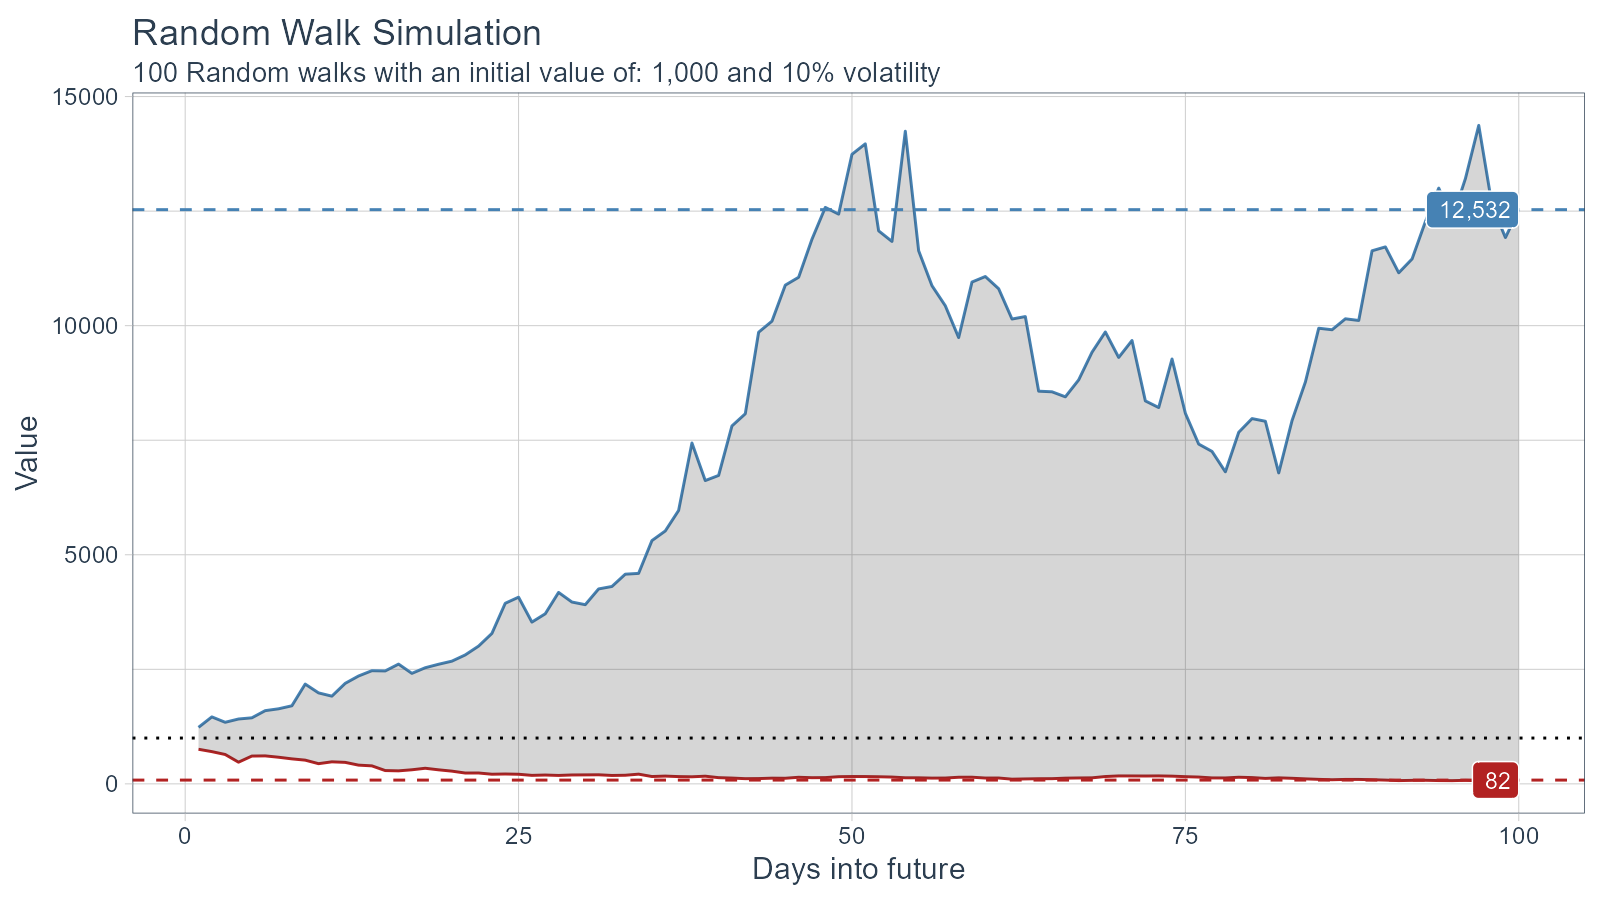 Random Walk Simulation
100 Random walks with an initial value of: 1,000 and 10% volatility
15000
10000
5000
0
Value
12,532
82
0
25
50
75
100
Days into future